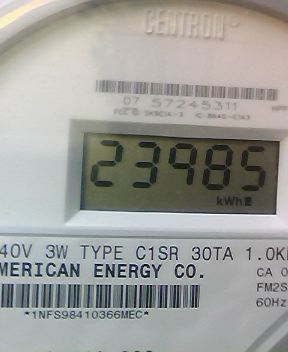 CENTRON®
07 57245311
23985
kWh
40V 3W TYPE C1SR 30TA 1.0K
MERICAN ENERGY CO.
CA 0
FM2S
60Hz
*1NFS98410366MEC*